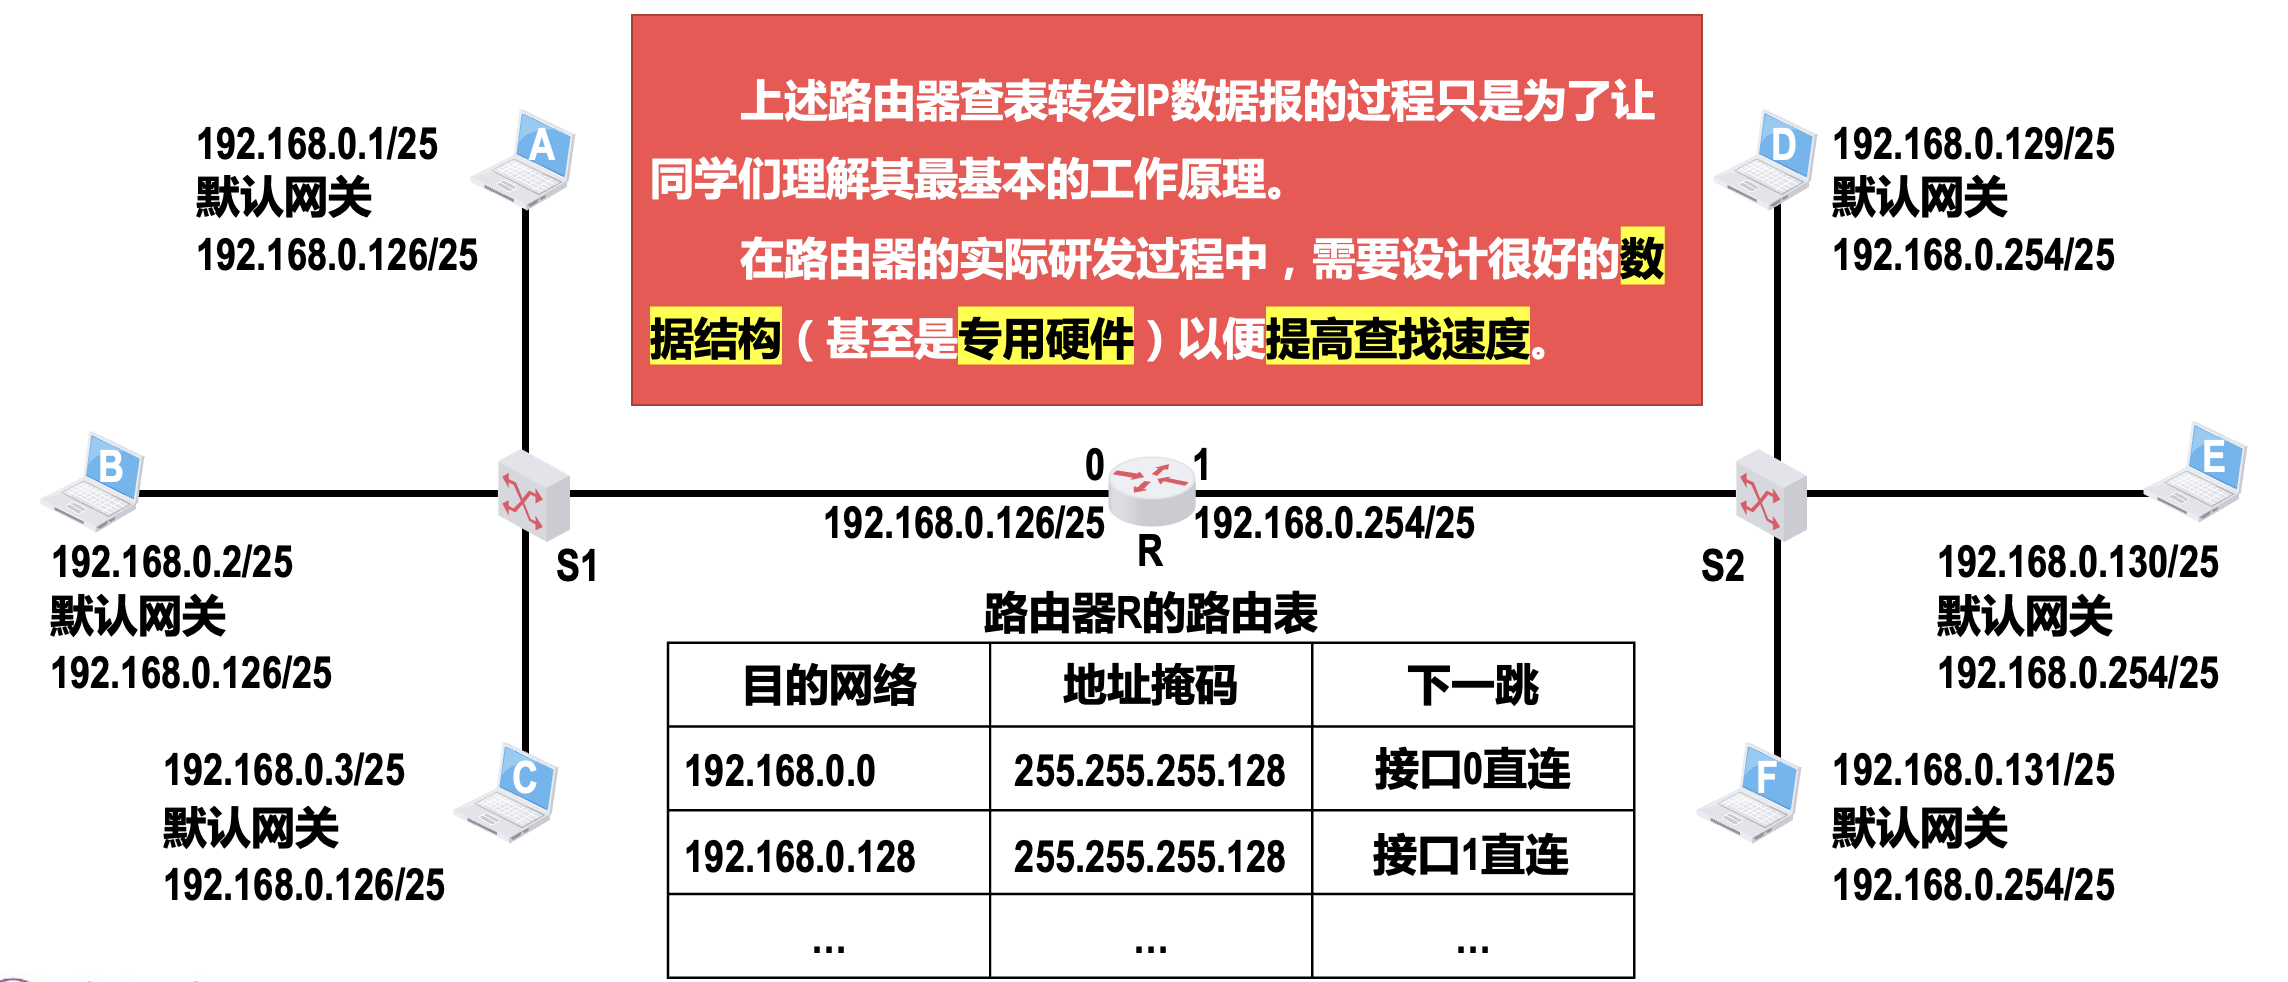 上述路由器查表转发IP数据报的过程只是为了让
同学们理解其最基本的工作原理。
在路由器的实际研发过程中，需要设计很好的数
据结构（甚至是专用硬件）以便提高查找速度。
A
192.168.0.1/25
默认网关
192.168.0.126/25
D
192.168.0.129/25
默认网关
192.168.0.254/25
B
192.168.0.2/25
默认网关
192.168.0.126/25
S1
0
1
192.168.0.126/25
192.168.0.254/25
R
S2
E
192.168.0.130/25
默认网关
192.168.0.254/25
C
192.168.0.3/25
默认网关
192.168.0.126/25
F
192.168.0.131/25
默认网关
192.168.0.254/25
路由器R的路由表
目的网络 地址掩码 下一跳
192.168.0.0 255.255.255.128 接口0直连
192.168.0.128 255.255.255.128 接口1直连
... ... ...